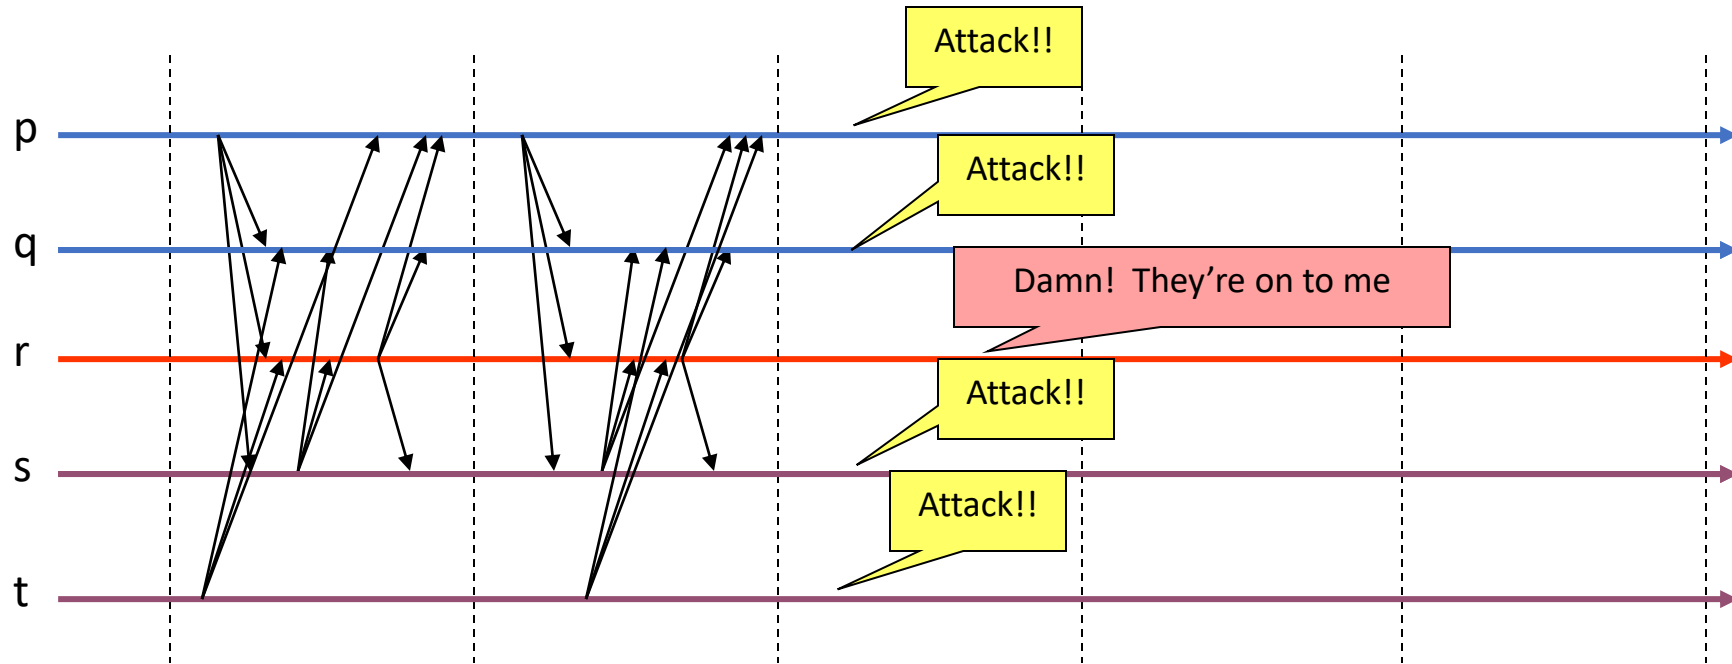 Attack!!
p
Attack!!
q
Damn!  They’re on to me
r
Attack!!
s
Attack!!
t